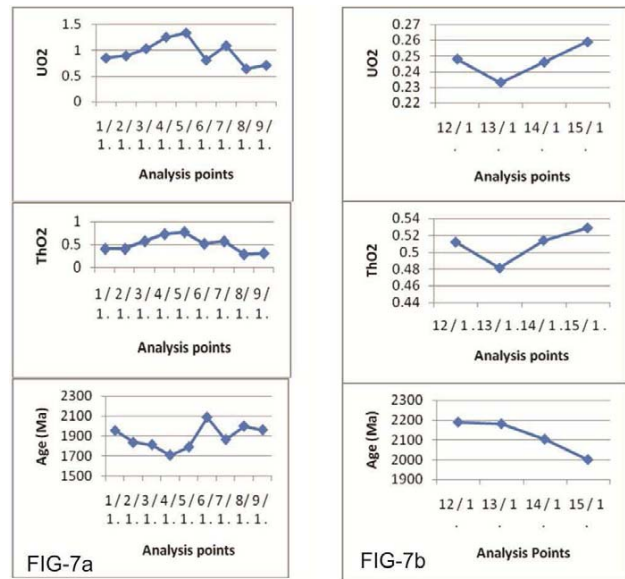 UO2
1.5
1
0.5
0
1 / 2 / 3 / 4 / 5 / 6 / 7 / 8 / 9 /
1. 1. 1. 1. 1. 1. 1. 1. 1.
Analysis points
ThO2
1
0.5
0
1 / 2 / 3 / 4 / 5 / 6 / 7 / 8 / 9 /
1. 1. 1. 1. 1. 1. 1. 1. 1.
Analysis points
Age (Ma)
2300
2100
1900
1700
1500
1 / 2 / 3 / 4 / 5 / 6 / 7 / 8 / 9 /
1. 1. 1. 1. 1. 1. 1. 1. 1.
Analysis points
FIG-7a
UO2
0.27
0.26
0.25
0.24
0.23
0.22
12 / 1 13 / 1 14 / 1 15 / 1
. . . .
Analysis points
ThO2
0.54
0.52
0.5
0.48
0.46
0.44
12 / 1 .13 / 1 .14 / 1 .15 / 1 .
Analysis points
Age (Ma)
2300
2200
2100
2000
1900
12 / 1 13 / 1 14 / 1 15 / 1
. . . .
Analysis Points
FIG-7b